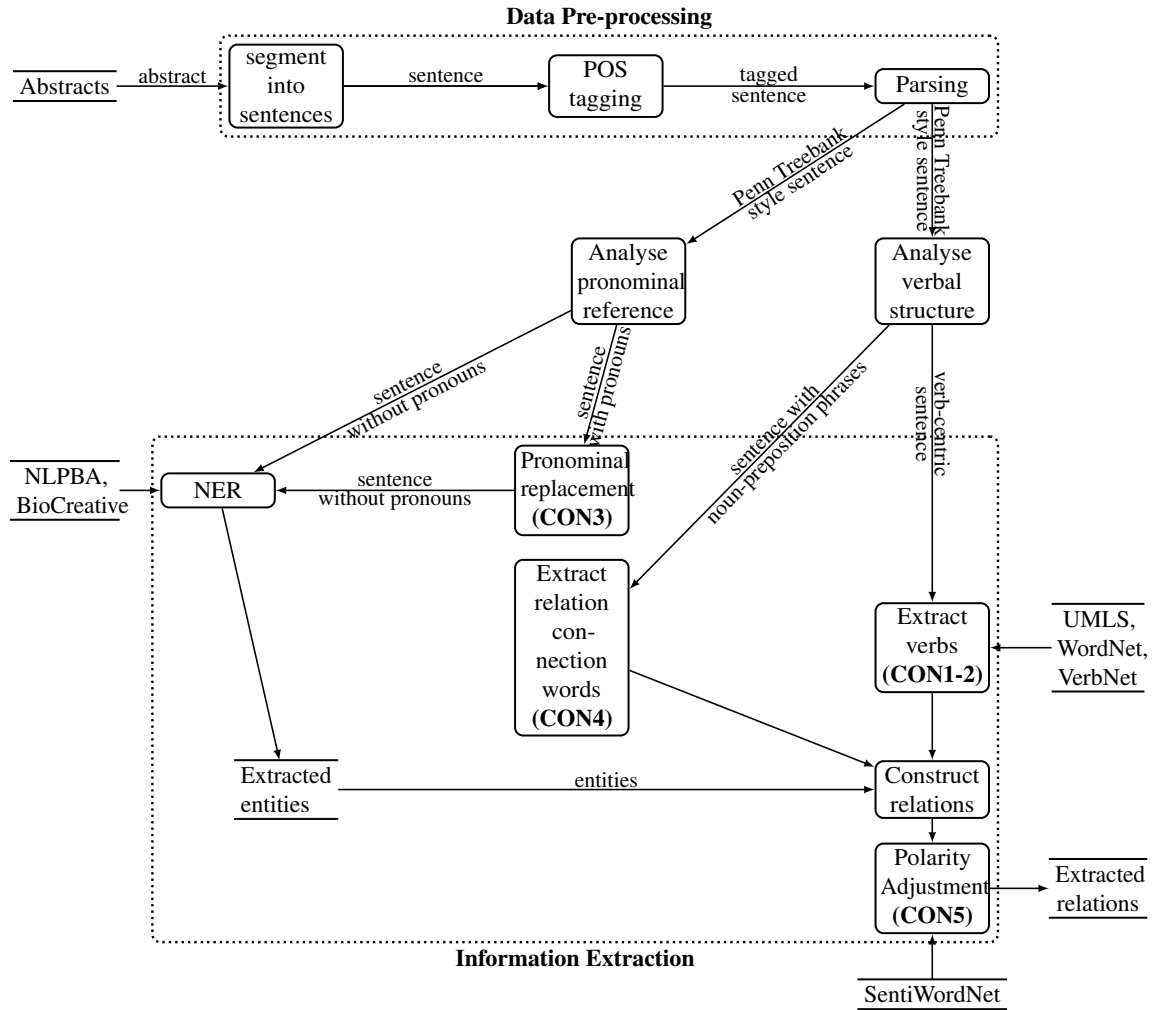 Data Pre-processing
Abstracts
abstract
segment
into
sentences
sentence
POS
tagging
tagged
sentence
Parsing
Penn Treebank
style sentence
Penn Treebank
style sentence
Analyse
pronominal
reference
Analyse
verbal
structure
sentence
without pronouns
sentence
with pronouns
sentence with
noun-preposition phrases
verb-centric
sentence
NLPBA,
BioCreative
NER
sentence
without pronouns
Pronominal
replacement
(CON3)
Extract
relation
con-
nection
words
(CON4)
Extract
verbs
(CON1-2)
UMLS,
WordNet,
VerbNet
Extracted
entities
entities
Construct
relations
Polarity
Adjustment
(CON5)
Extracted
relations
Information Extraction
SentiWordNet